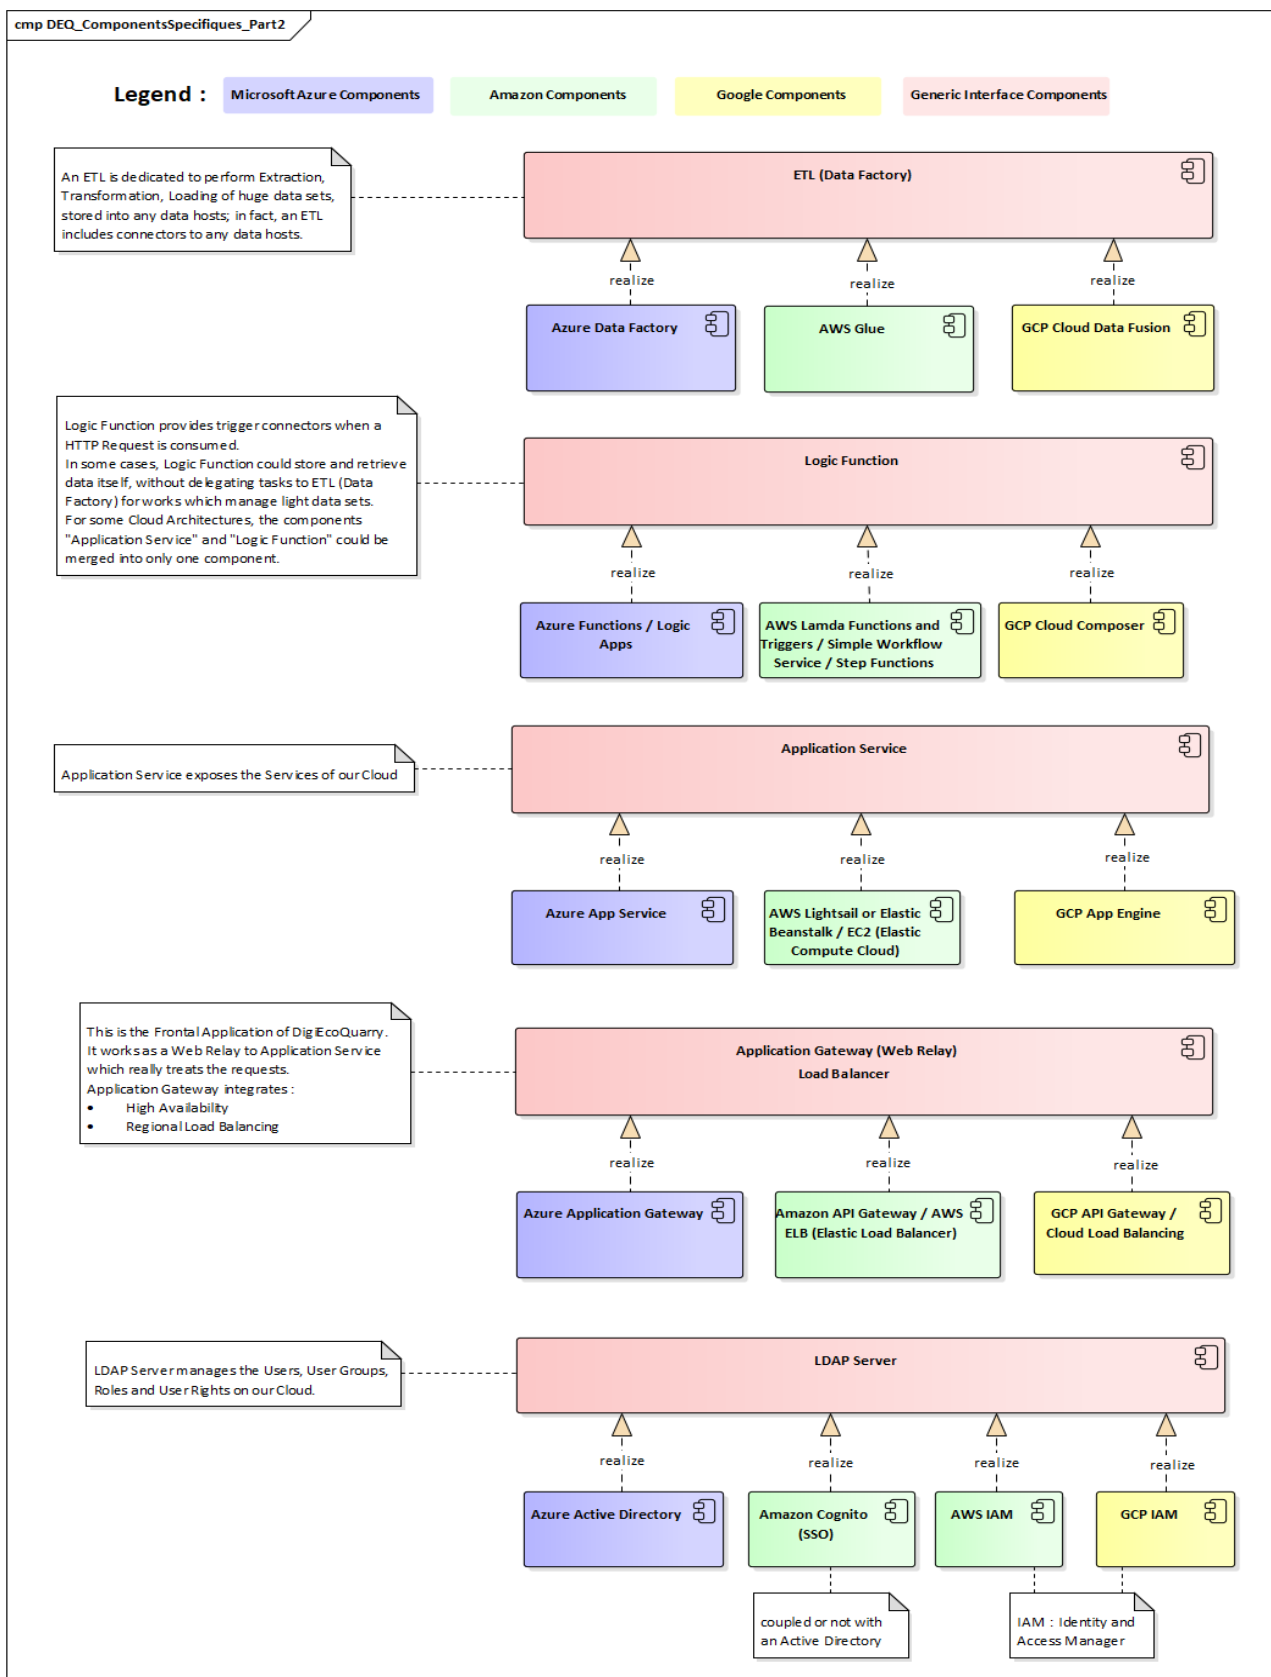 cmp DEQ_ComponentsSpecifiques_Part2
Legend :
Microsoft Azure Components
Amazon Components
Google Components
Generic Interface Components
An ETL is dedicated to perform Extraction,
Transformation, Loading of huge data sets,
stored into any data hosts; in fact, an ETL
includes connectors to any data hosts.
ETL (Data Factory)
realize
realize
realize
Azure Data Factory
AWS Glue
GCP Cloud Data Fusion
Logic Function provides trigger connectors when a
HTTP Request is consumed.
In some cases, Logic Function could store and retrieve
data itself, without delegating tasks to ETL (Data
Factory) for works which manage light data sets.
For some Cloud Architectures, the components
"Application Service" and "Logic Function" could be
merged into only one component.
Logic Function
realize
realize
realize
Azure Functions / Logic
Apps
AWS Lamda Functions and
Triggers / Simple Workflow
Service / Step Functions
GCP Cloud Composer
Application Service exposes the Services of our Cloud
Application Service
realize
realize
realize
Azure App Service
AWS Lightsail or Elastic
Beanstalk / EC2 (Elastic
Compute Cloud)
GCP App Engine
This is the Frontal Application of DigiEcoQuarry.
It works as a Web Relay to Application Service
which really treats the requests.
Application Gateway integrates :
• High Availability
• Regional Load Balancing
Application Gateway (Web Relay)
Load Balancer
realize
realize
realize
Azure Application Gateway
Amazon API Gateway / AWS
ELB (Elastic Load Balancer)
GCP API Gateway /
Cloud Load Balancing
LDAP Server manages the Users, User Groups,
Roles and User Rights on our Cloud.
LDAP Server
realize
realize
realize
realize
Azure Active Directory
Amazon Cognito
(SSO)
AWS IAM
GCP IAM
coupled or not with
an Active Directory
IAM : Identity and
Access Manager